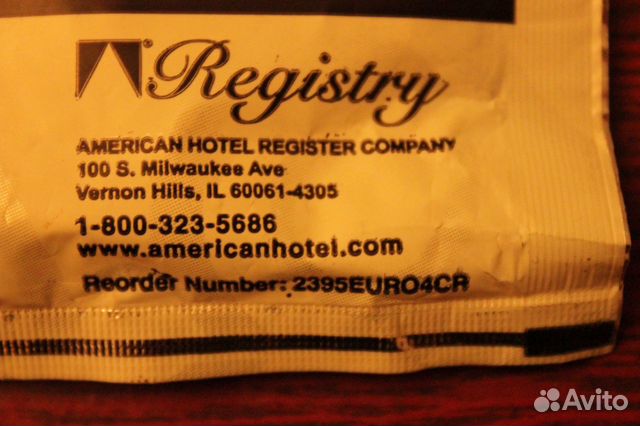 Registry
AMERICAN HOTEL REGISTER COMPANY
100 S. Milwaukee Ave
Vernon Hills, IL 60061-4305
1-800-323-5686
www.americanhotel.com
Reorder Number: 2395EURO4CR
Avito